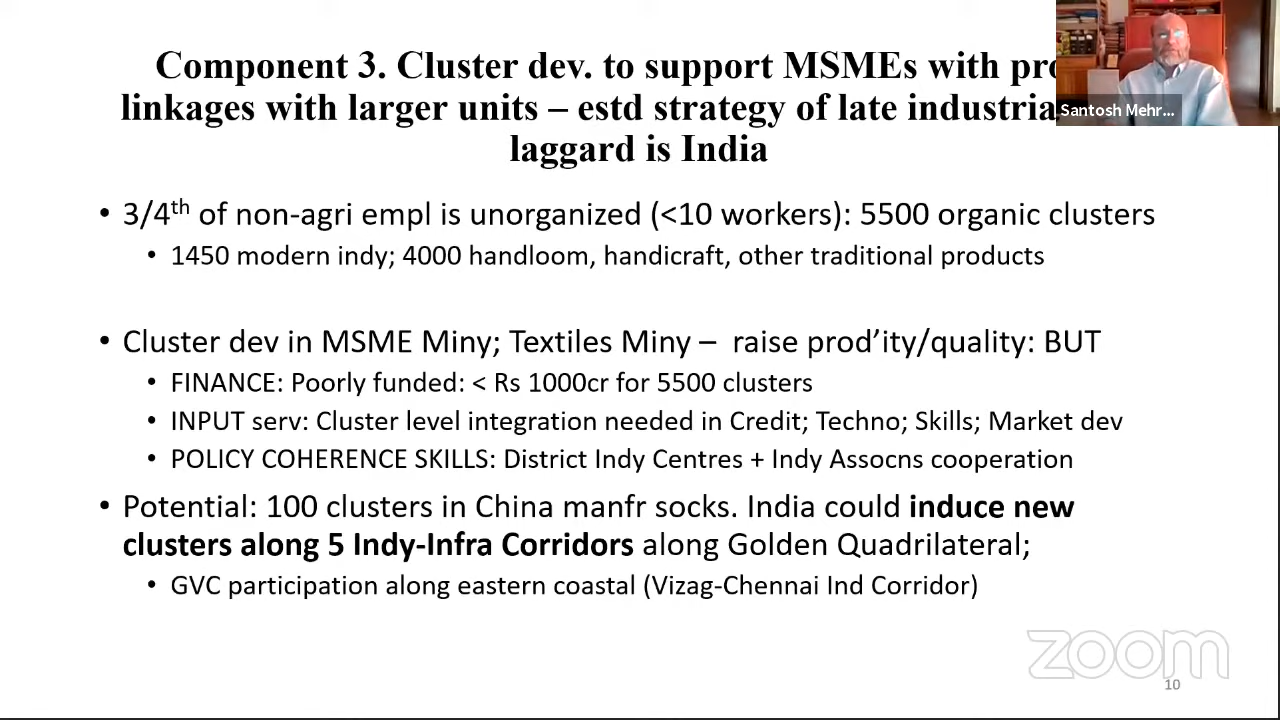 Component 3. Cluster dev. to support MSMEs with pro
linkages with larger units – estd strategy of late industria
laggard is India
Santosh Mehr...
• 3/4th of non-agri empl is unorganized (<10 workers): 5500 organic clusters
• 1450 modern indy; 4000 handloom, handicraft, other traditional products
• Cluster dev in MSME Miny; Textiles Miny – raise prod’ity/quality: BUT
• FINANCE: Poorly funded: < Rs 1000cr for 5500 clusters
• INPUT serv: Cluster level integration needed in Credit; Techno; Skills; Market dev
• POLICY COHERENCE SKILLS: District Indy Centres + Indy Assocns cooperation
• Potential: 100 clusters in China manfr socks. India could induce new
clusters along 5 Indy-Infra Corridors along Golden Quadrilateral;
• GVC participation along eastern coastal (Vizag-Chennai Ind Corridor)
zoom
10